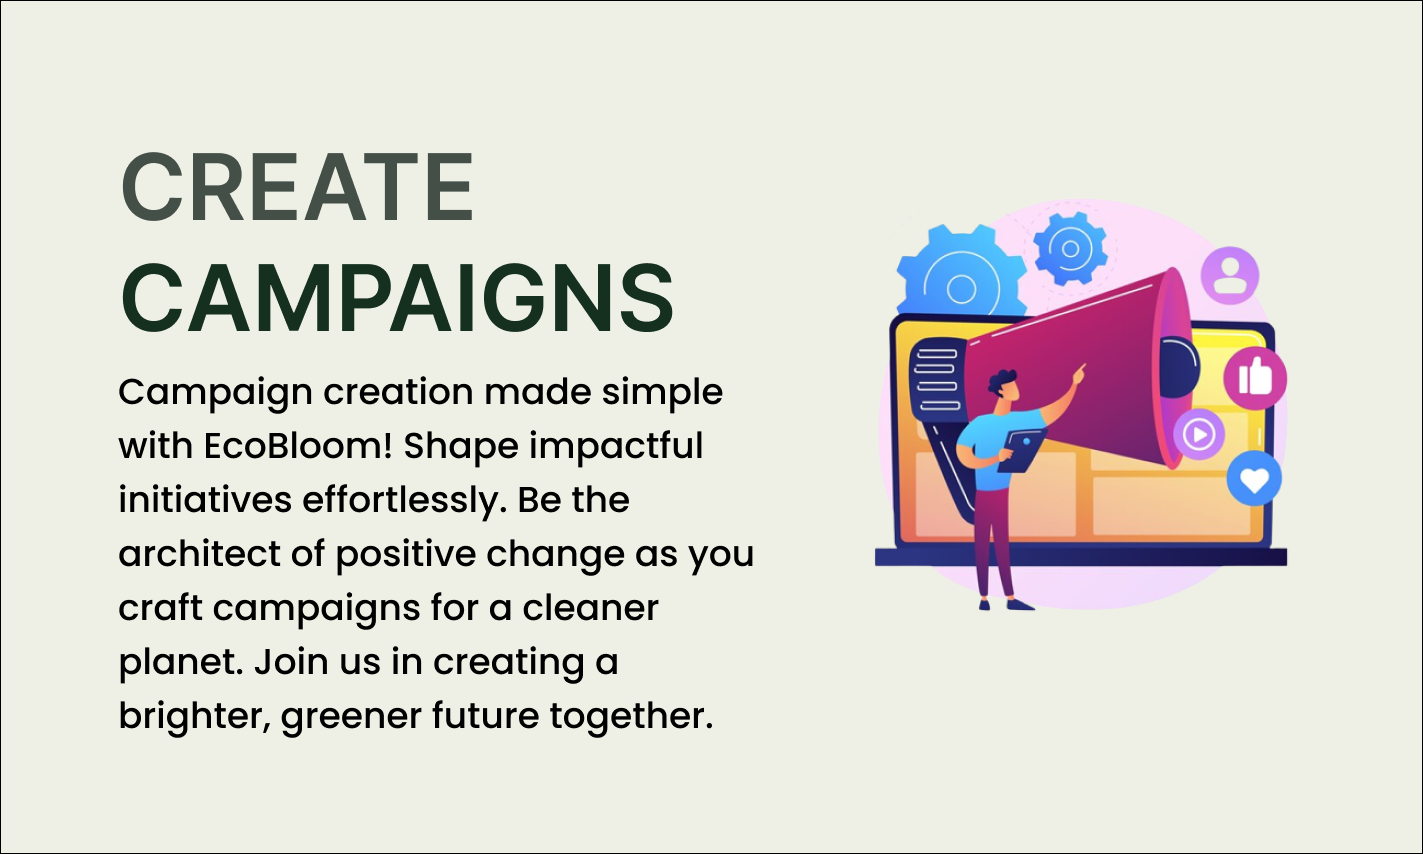 CREATE
CAMPAIGNS
Campaign creation made simple
with EcoBloom! Shape impactful
initiatives effortlessly. Be the
architect of positive change as you
craft campaigns for a cleaner
planet. Join us in creating a
brighter, greener future together.